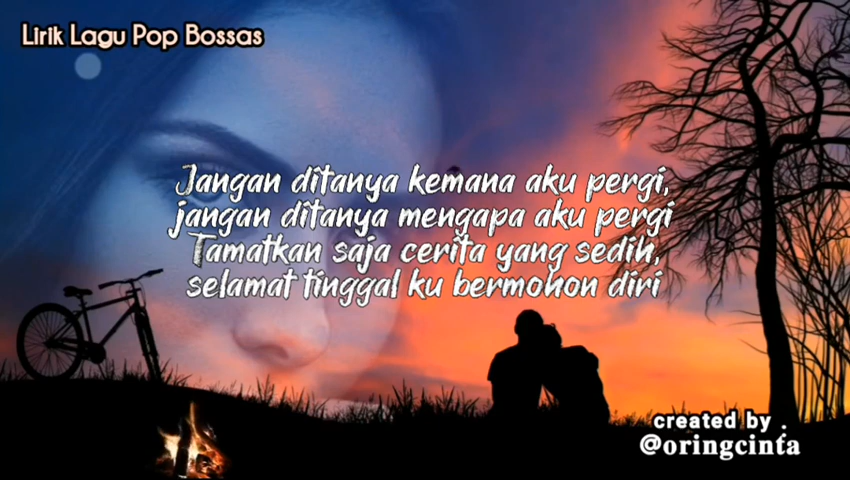 Lirik Lagu Pop Bossas
Jangan ditanya kemana aku pergi,
jangan ditanya mengapa aku pergi
Tamatkan saja cerita yang sedih,
selamat tinggal ku bermohon diri
created by .
@oringcinta